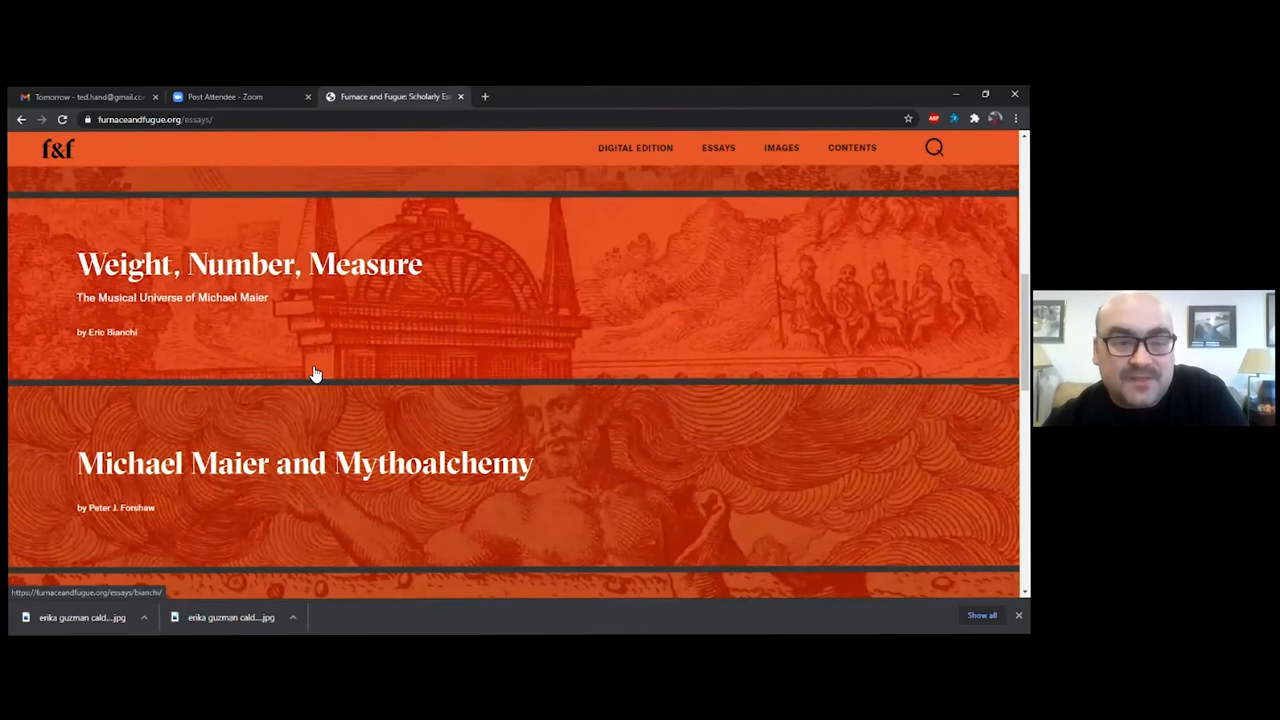 Tomorrow - ted.hand@gmail.co
Post Attendee - Zoom
Furnace and Fugue: Scholarly Es
furnaceandfugue.org/essays/
ABP
f&f
DIGITAL EDITION
ESSAYS
IMAGES
CONTENTS
Weight, Number, Measure
The Musical Universe of Michael Maier
by Eric Bianchi
Michael Maier and Mythoalchemy
by Peter J. Forshaw
https://furnaceandfugue.org/essays/bianchi/
erika guzman cald....jpg
erika guzman cald....jpg
Show all